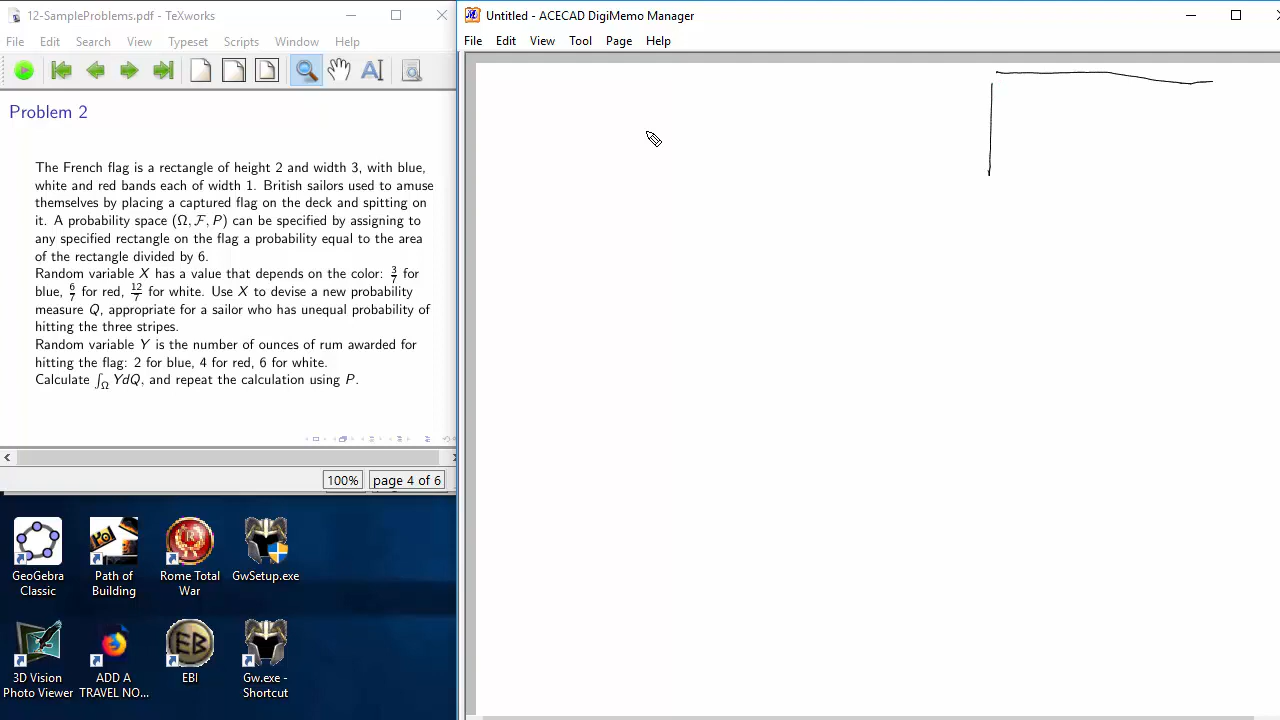 12-SampleProblems.pdf - TeXworks
File Edit Search View Typeset Scripts Window Help
Problem 2
The French flag is a rectangle of height 2 and width 3, with blue,
white and red bands each of width 1. British sailors used to amuse
themselves by placing a captured flag on the deck and spitting on
it. A probability space (Ω, ℱ, P) can be specified by assigning to
any specified rectangle on the flag a probability equal to the area
of the rectangle divided by 6.
Random variable X has a value that depends on the color: 3/7 for
blue, 6/7 for red, 12/7 for white. Use X to devise a new probability
measure Q, appropriate for a sailor who has unequal probability of
hitting the three stripes.
Random variable Y is the number of ounces of rum awarded for
hitting the flag: 2 for blue, 4 for red, 6 for white.
Calculate ∫Ω YdQ, and repeat the calculation using P.
100% page 4 of 6
GeoGebra Classic
Path of Building
Rome Total War
GwSetup.exe
3D Vision Photo Viewer
ADD A TRAVEL NO...
EBI
Gw.exe - Shortcut
Untitled - ACECAD DigiMemo Manager
File Edit View Tool Page Help